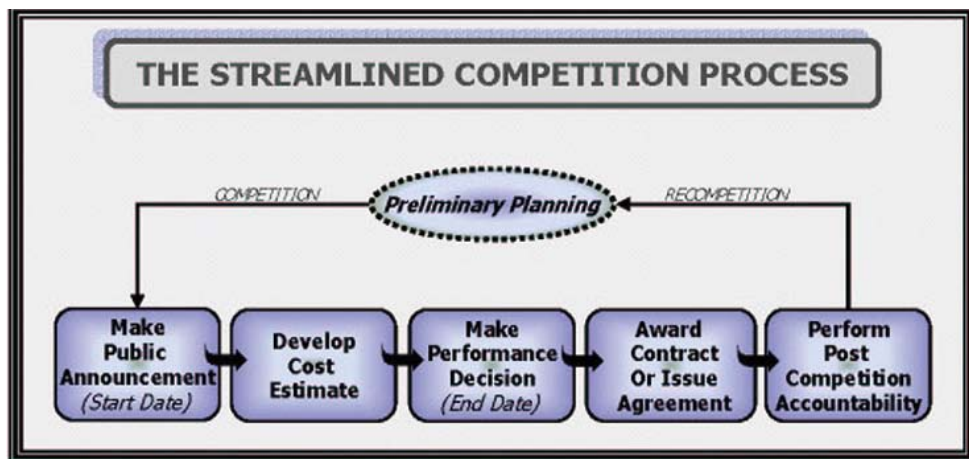 THE STREAMLINED COMPETITION PROCESS
COMPETITION
Preliminary Planning
RECOMPETITION
Make
Public
Announcement
(Start Date)
Develop
Cost
Estimate
Make
Performance
Decision
(End Date)
Award
Contract
Or Issue
Agreement
Perform
Post
Competition
Accountability